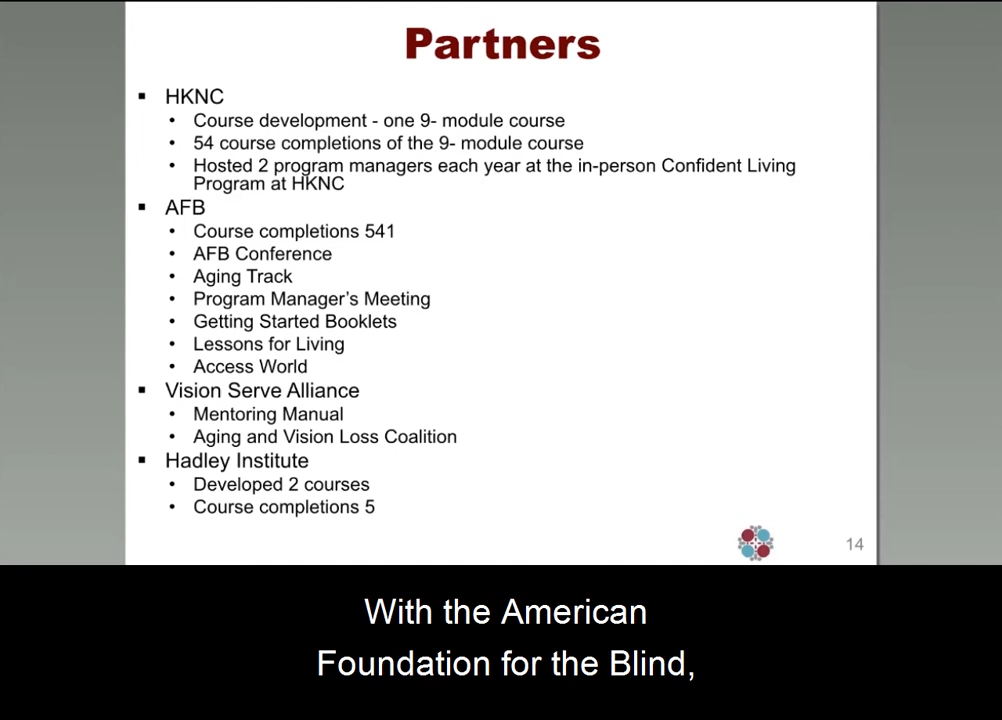 Partners
▪ HKNC
• Course development - one 9- module course
• 54 course completions of the 9- module course
• Hosted 2 program managers each year at the in-person Confident Living
Program at HKNC
▪ AFB
• Course completions 541
• AFB Conference
• Aging Track
• Program Manager's Meeting
• Getting Started Booklets
• Lessons for Living
• Access World
▪ Vision Serve Alliance
• Mentoring Manual
• Aging and Vision Loss Coalition
▪ Hadley Institute
• Developed 2 courses
• Course completions 5
14
With the American
Foundation for the Blind,